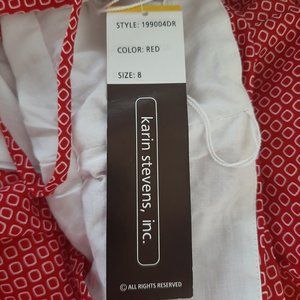 STYLE: 199004DR
COLOR: RED
SIZE: 8
karin stevens, inc.
© ALL RIGHTS RESERVED